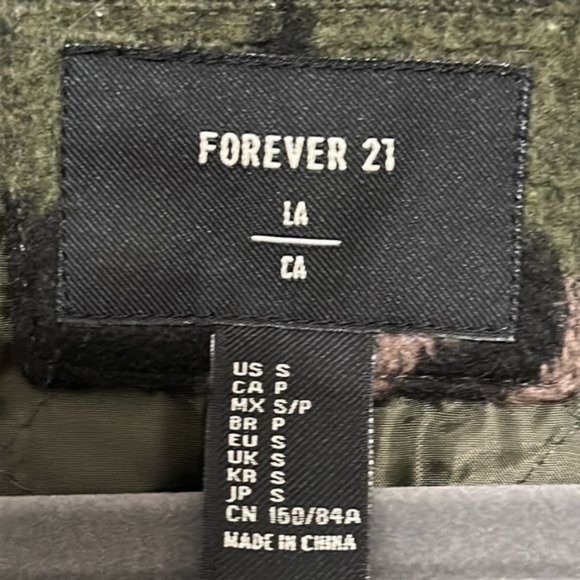 FOREVER 21
LA
CA
US S
CA P
MX S/P
BR P
EU S
UK S
KR S
JP S
CN 160/84A
MADE IN CHINA